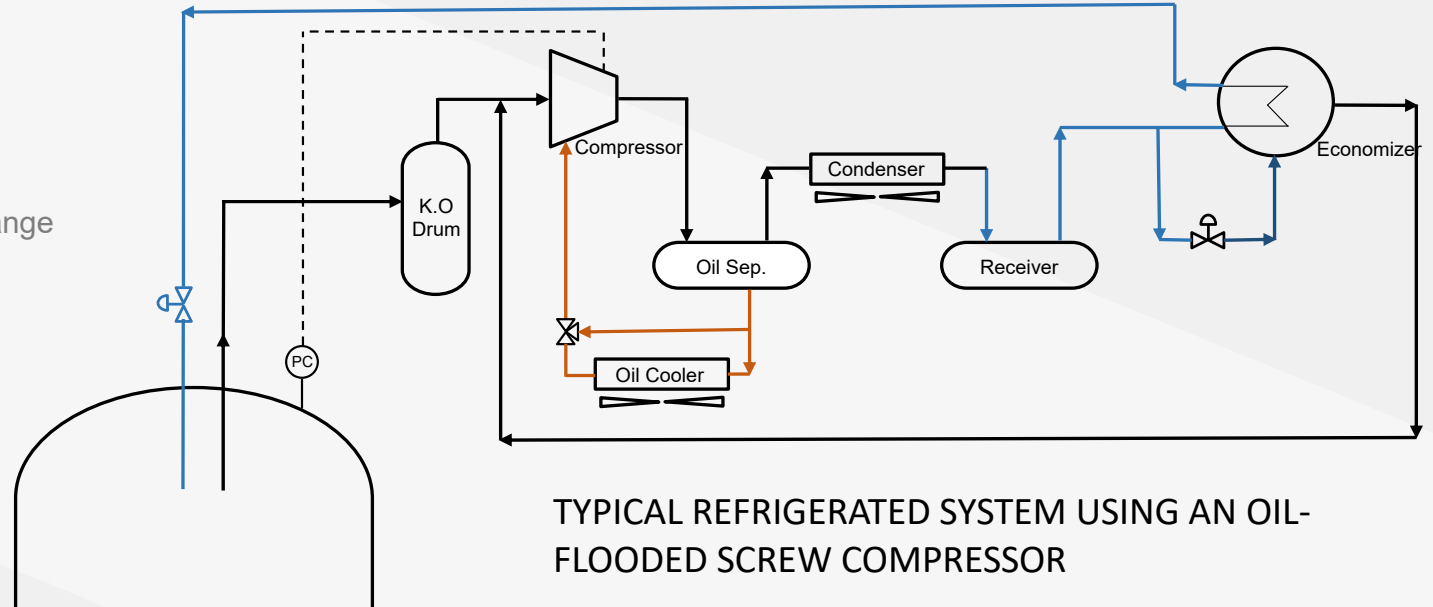 ange
PC
K.O
Drum
Compressor
Oil Sep.
Oil Cooler
Condenser
Receiver
Economizer
TYPICAL REFRIGERATED SYSTEM USING AN OIL-
FLOODED SCREW COMPRESSOR